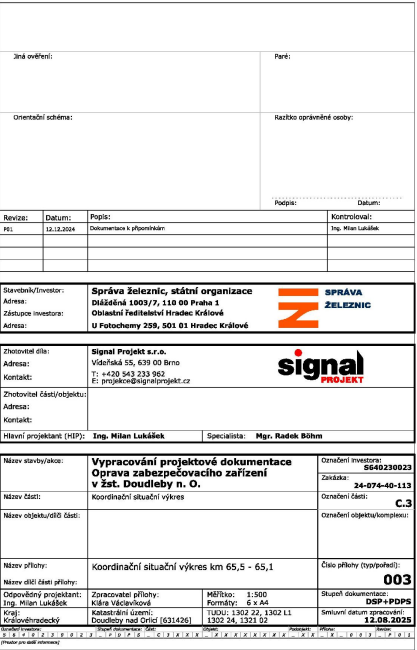 Jiná ověření:
Paré:
Orientační schéma:
Razítko oprávněné osoby:
Podpis: Datum:
Revize: Datum: Popis: Kontroloval:
P01 12.12.2024 Dokumentace k připomínkám Ing. Milan Lukášek
Stavebník/Investor: Správa železnic, státní organizace
Adresa: Dlážděná 1003/7, 110 00 Praha 1
Zástupce investora: Oblastní ředitelství Hradec Králové
Adresa: U Fotochemy 259, 501 01 Hradec Králové
SPRÁVA
ŽELEZNIC
Zhotovitel díla: Signal Projekt s.r.o.
Adresa: Vídeňská 55, 639 00 Brno
Kontakt: T: +420 543 233 962
E: projekce@signalprojekt.cz
signal
PROJEKT
Zhotovitel části/objektu:
Adresa:
Kontakt:
Hlavní projektant (HIP): Ing. Milan Lukášek Specialista: Mgr. Radek Böhm
Název stavby/akce: Vypracování projektové dokumentace
Oprava zabezpečovacího zařízení
v žst. Doudleby n. O.
Označení investora:
S640230023
Zakázka:
24-074-40-113
Název části: Koordinační situační výkres
Označení části:
C.3
Název objektu/dílčí části:
Označení objektu/komplexu:
Název přílohy: Koordinační situační výkres km 65,5 - 65,1
Číslo přílohy (typ/pořadí):
003
Název dílčí části přílohy:
Odpovědný projektant: Zpracovatel přílohy: Měřítko: 1:500 Stupeň dokumentace:
Ing. Milan Lukášek Klára Václavíková Formáty: 6 x A4 DSP+PDPS
Kraj: Katastrální území: TUDU: 1302 22, 1302 L1 Smluvní datum zpracování:
Královéhradecký Doudleby nad Orlicí [631426] 1302 24, 1321 02 12.08.2025